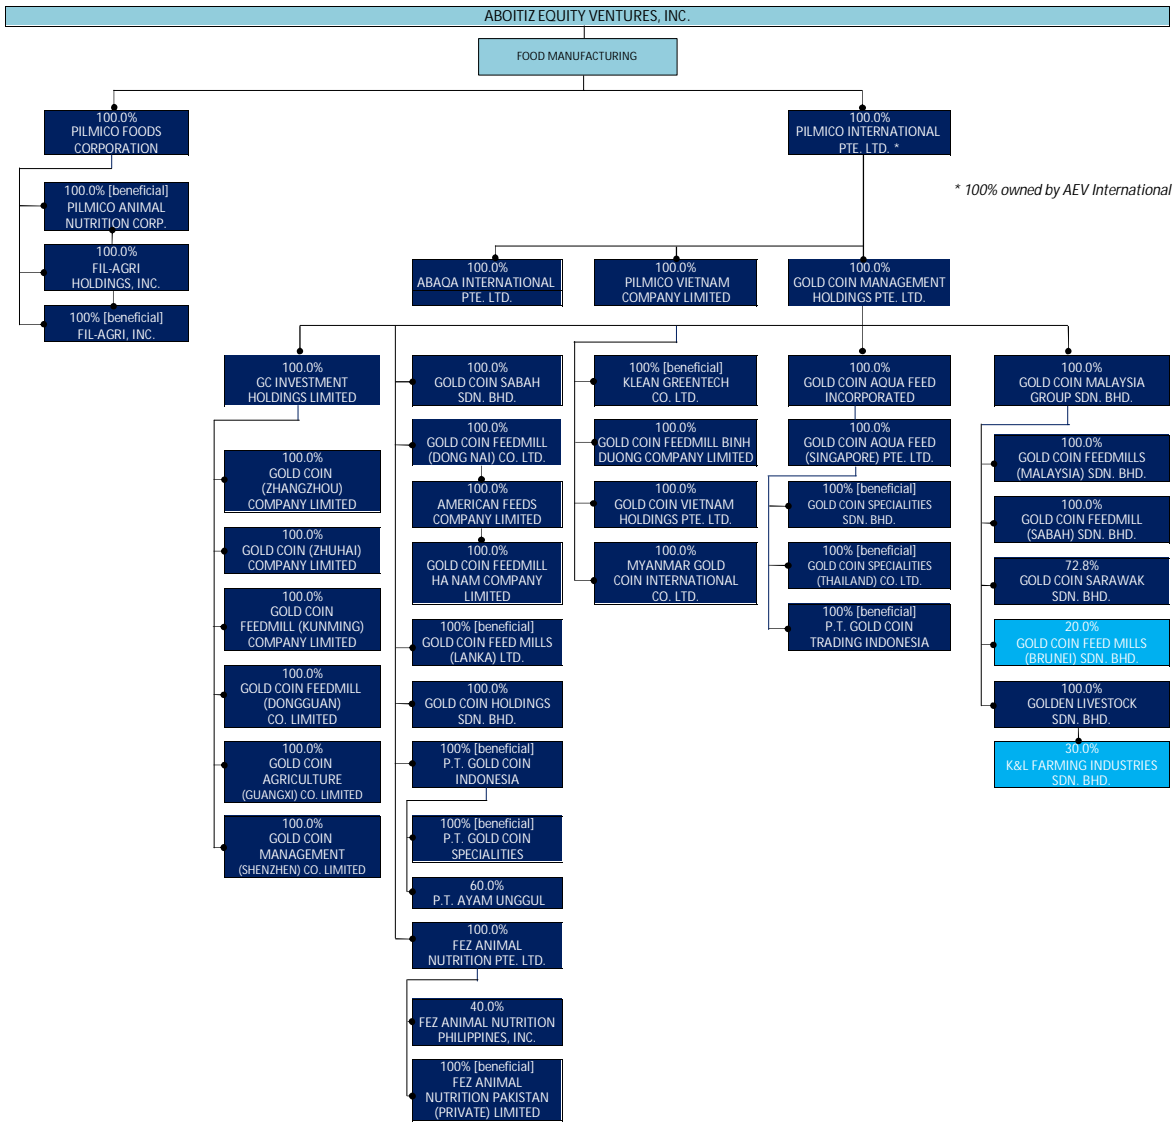 ABOITIZ EQUITY VENTURES, INC.
FOOD MANUFACTURING
100.0%
PILMICO FOODS
CORPORATION
100.0%
PILMICO INTERNATIONAL
PTE. LTD. *
* 100% owned by AEV International
100.0% [beneficial]
PILMICO ANIMAL
NUTRITION CORP.
100.0%
FIL-AGRI
HOLDINGS, INC.
100% [beneficial]
FIL-AGRI, INC.
100.0%
ABAQA INTERNATIONAL
PTE. LTD.
100.0%
PILMICO VIETNAM
COMPANY LIMITED
100.0%
GOLD COIN MANAGEMENT
HOLDINGS PTE. LTD.
100.0%
GC INVESTMENT
HOLDINGS LIMITED
100.0%
GOLD COIN
(ZHANGZHOU)
COMPANY LIMITED
100.0%
GOLD COIN (ZHUHAI)
COMPANY LIMITED
100.0%
GOLD COIN
FEEDMILL (KUNMING)
COMPANY LIMITED
100.0%
GOLD COIN FEEDMILL
(DONGGUAN)
CO. LIMITED
100.0%
GOLD COIN
AGRICULTURE
(GUANGXI) CO. LIMITED
100.0%
GOLD COIN
MANAGEMENT
(SHENZHEN) CO. LIMITED
100.0%
GOLD COIN SABAH
SDN. BHD.
100.0%
GOLD COIN FEEDMILL
(DONG NAI) CO. LTD.
100.0%
AMERICAN FEEDS
COMPANY LIMITED
100.0%
GOLD COIN FEEDMILL
HA NAM COMPANY
LIMITED
100% [beneficial]
GOLD COIN FEED MILLS
(LANKA) LTD.
100.0%
GOLD COIN HOLDINGS
SDN. BHD.
100% [beneficial]
P.T. GOLD COIN
INDONESIA
100% [beneficial]
P.T. GOLD COIN
SPECIALITIES
60.0%
P.T. AYAM UNGGUL
100.0%
FEZ ANIMAL
NUTRITION PTE. LTD.
40.0%
FEZ ANIMAL NUTRITION
PHILIPPINES, INC.
100% [beneficial]
FEZ ANIMAL
NUTRITION PAKISTAN
(PRIVATE) LIMITED
100% [beneficial]
KLEAN GREENTECH
CO. LTD.
100.0%
GOLD COIN FEEDMILL BINH
DUONG COMPANY LIMITED
100.0%
GOLD COIN VIETNAM
HOLDINGS PTE. LTD.
100.0%
MYANMAR GOLD
COIN INTERNATIONAL
CO. LTD.
100.0%
GOLD COIN AQUA FEED
INCORPORATED
100.0%
GOLD COIN AQUA FEED
(SINGAPORE) PTE. LTD.
100% [beneficial]
GOLD COIN SPECIALITIES
SDN. BHD.
100% [beneficial]
GOLD COIN SPECIALITIES
(THAILAND) CO. LTD.
100% [beneficial]
P.T. GOLD COIN
TRADING INDONESIA
100.0%
GOLD COIN MALAYSIA
GROUP SDN. BHD.
100.0%
GOLD COIN FEEDMILLS
(MALAYSIA) SDN. BHD.
100.0%
GOLD COIN FEEDMILL
(SABAH) SDN. BHD.
72.8%
GOLD COIN SARAWAK
SDN. BHD.
20.0%
GOLD COIN FEED MILLS
(BRUNEI) SDN. BHD.
100.0%
GOLDEN LIVESTOCK
SDN. BHD.
30.0%
K&L FARMING INDUSTRIES
SDN. BHD.